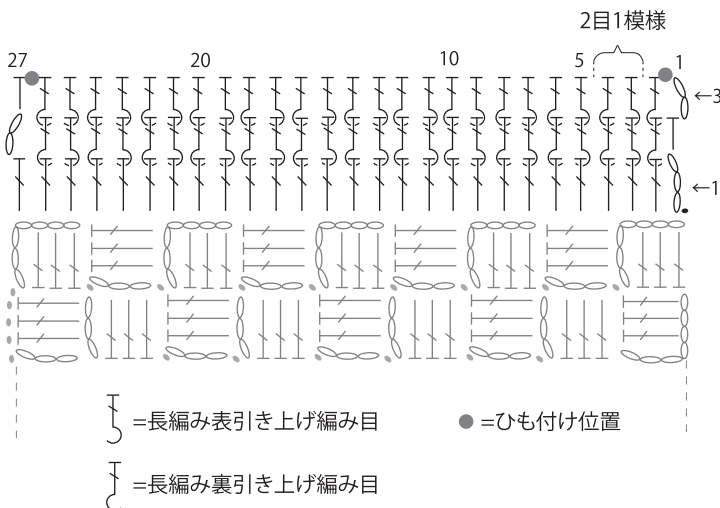 2目1模様
27 20 10 5 1
←3
←1
=長編み表引き上げ編み目
=ひも付け位置
=長編み裏引き上げ編み目